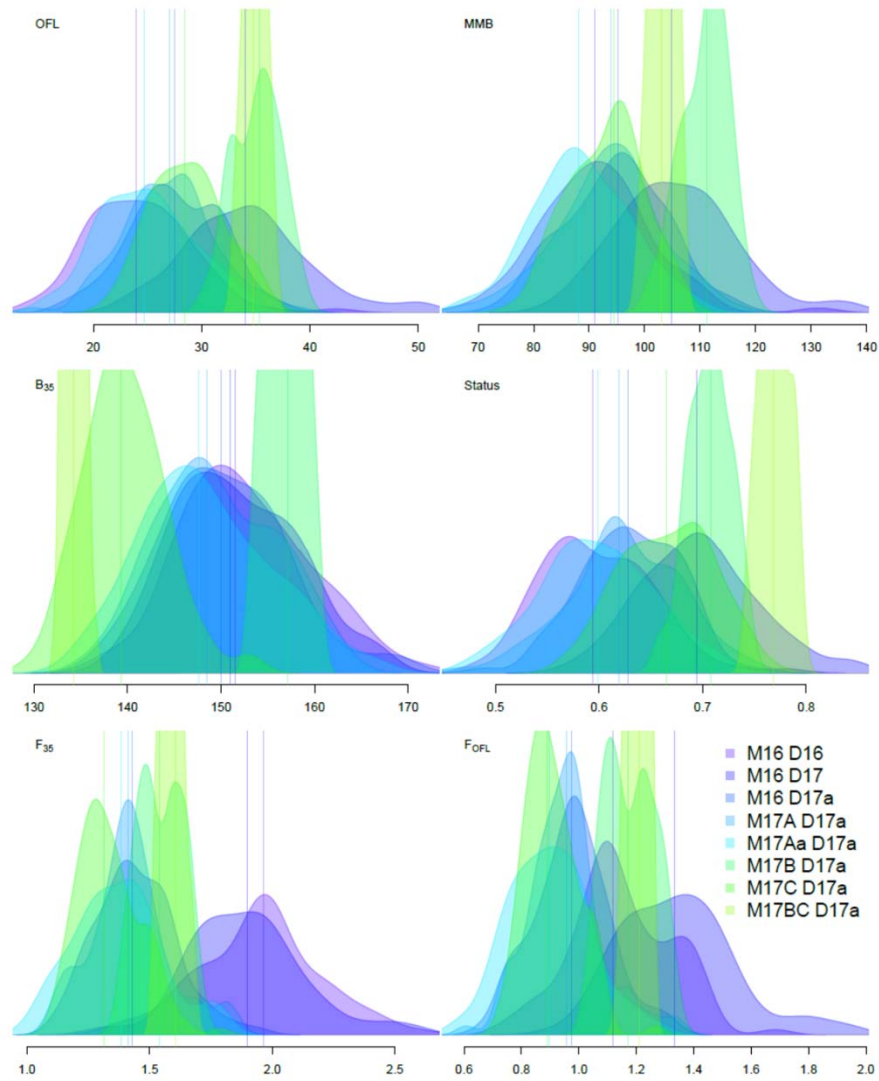 OFL
MMB
20 30 40 50
70 80 90 100 110 120 130 140
B35
Status
130 140 150 160 170
0.5 0.6 0.7 0.8
F35
FOFL
M16 D16
M16 D17
M16 D17a
M17A D17a
M17Aa D17a
M17B D17a
M17C D17a
M17BC D17a
1.0 1.5 2.0 2.5
0.6 0.8 1.0 1.2 1.4 1.6 1.8 2.0